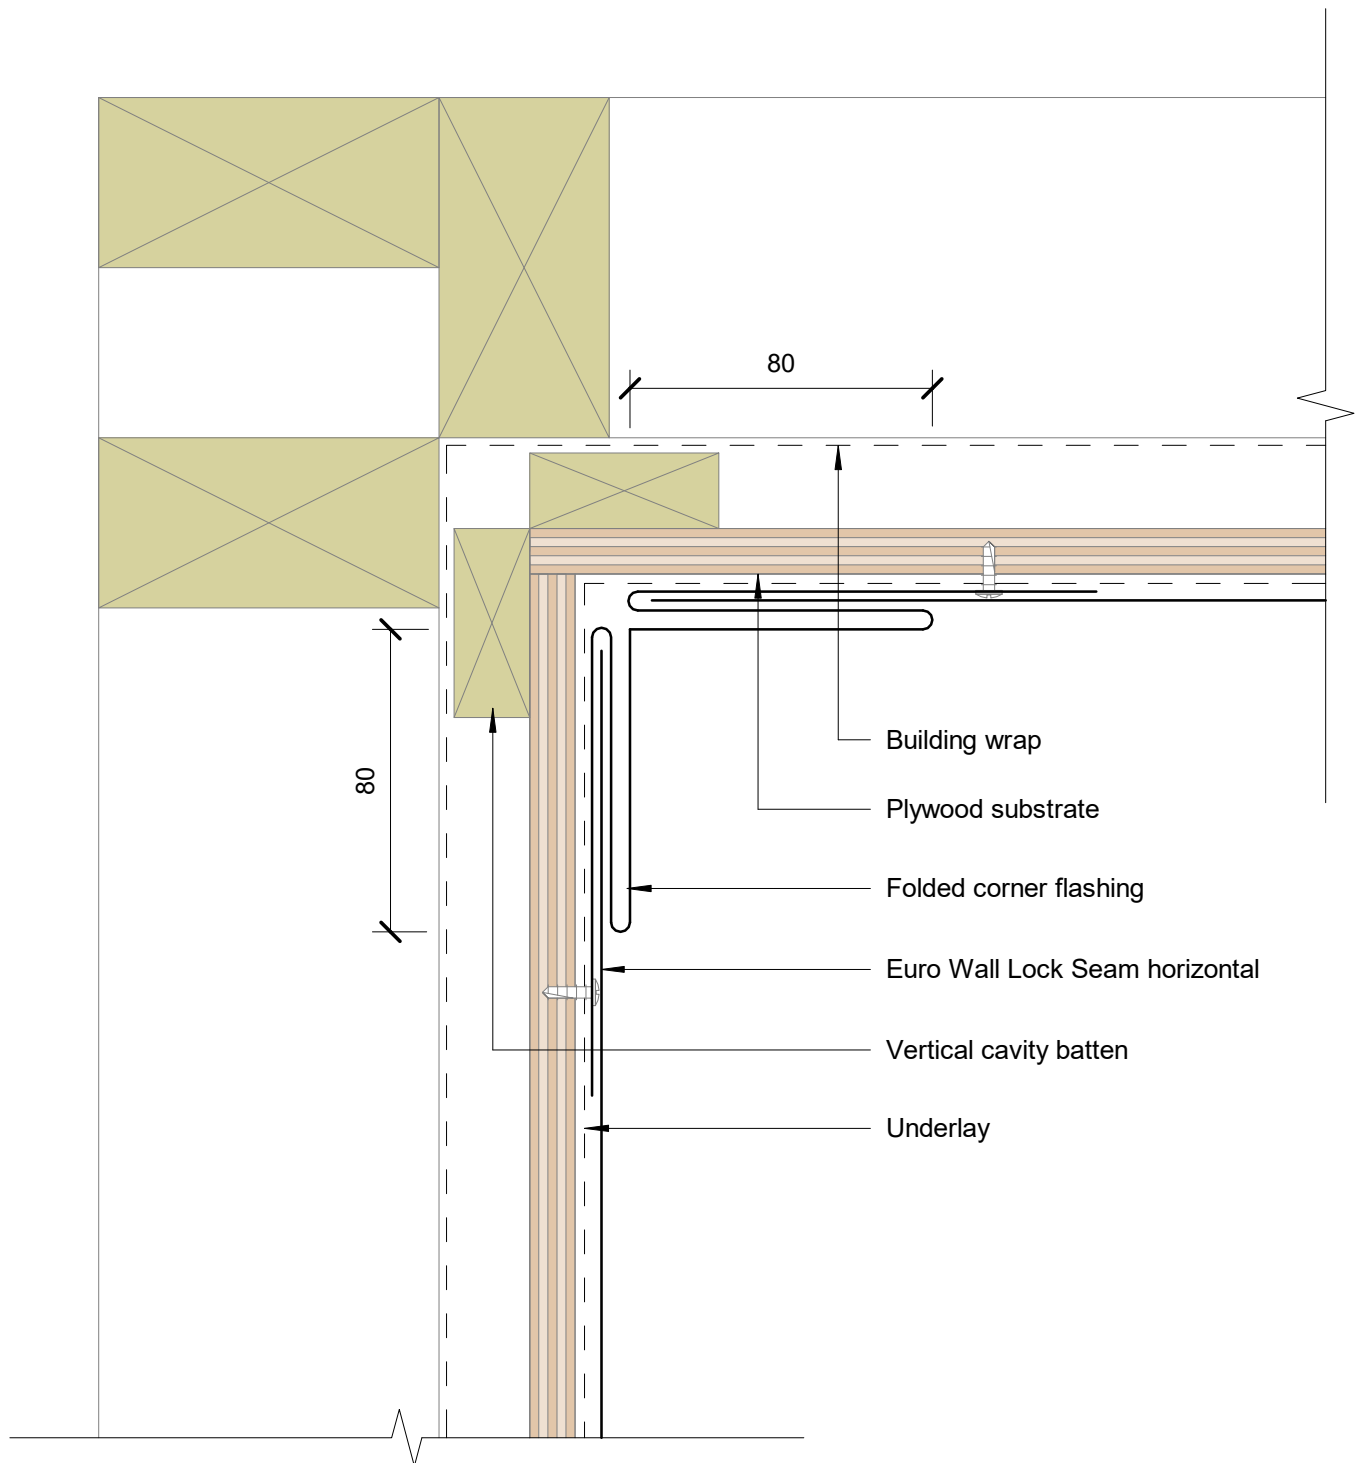 80
80
Building wrap
Plywood substrate
Folded corner flashing
Euro Wall Lock Seam horizontal
Vertical cavity batten
Underlay